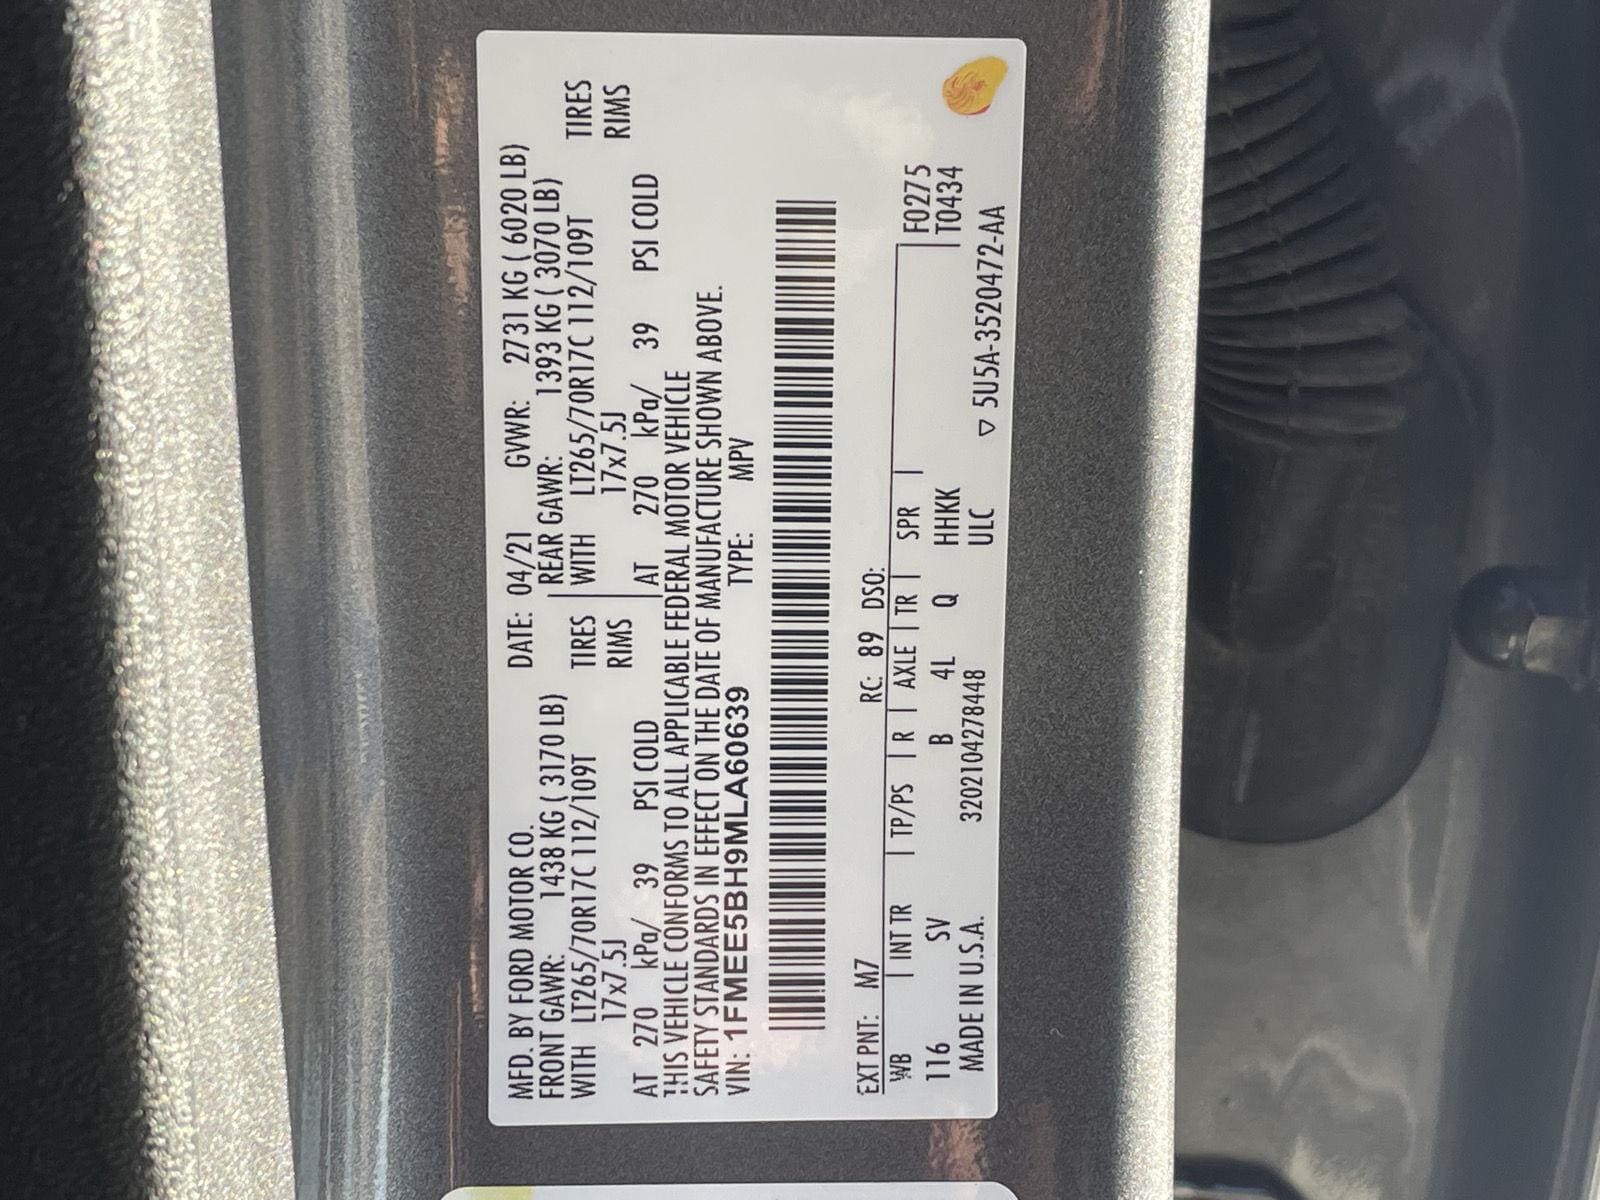 MFD. BY FORD MOTOR CO. DATE: 04/21 GVWR: 2731 KG ( 6020 LB)
FRONT GAWR: 1438 KG ( 3170 LB) REAR GAWR: 1393 KG ( 3070 LB)
WITH LT265/70R17C 112/109T TIRES WITH LT265/70R17C 112/109T TIRES
17x7.5J RIMS 17x7.5J RIMS
AT 270 kPa/ 39 PSI COLD AT 270 kPa/ 39 PSI COLD
THIS VEHICLE CONFORMS TO ALL APPLICABLE FEDERAL MOTOR VEHICLE
SAFETY STANDARDS IN EFFECT ON THE DATE OF MANUFACTURE SHOWN ABOVE.
VIN: 1FMEE5BH9MLA60639 TYPE: MPV
EXT PNT: M7 RC: 89 DSO:
WB | INT TR | TP/PS | R | AXLE | TR | SPR | F0275
116 SV B 4L Q HHKK T0434
MADE IN U.S.A. 3202104278448 ULC ▽ 5U5A-3520472-AA